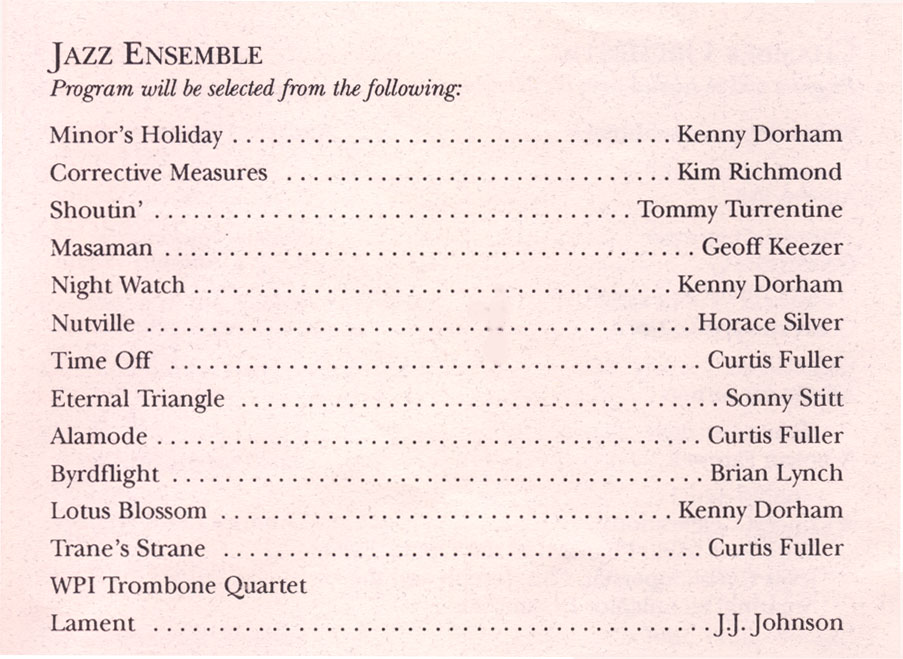 JAZZ ENSEMBLE
Program will be selected from the following:
Minor's Holiday . . . . . . . . . . . . . . . . . . . . . . . . . . . . . . . . . . . Kenny Dorham
Corrective Measures . . . . . . . . . . . . . . . . . . . . . . . . . . . . . . . Kim Richmond
Shoutin' . . . . . . . . . . . . . . . . . . . . . . . . . . . . . . . . . . . . . . Tommy Turrentine
Masaman . . . . . . . . . . . . . . . . . . . . . . . . . . . . . . . . . . . . . . . . . . Geoff Keezer
Night Watch . . . . . . . . . . . . . . . . . . . . . . . . . . . . . . . . . . . . . . Kenny Dorham
Nutville . . . . . . . . . . . . . . . . . . . . . . . . . . . . . . . . . . . . . . . . . . . Horace Silver
Time Off . . . . . . . . . . . . . . . . . . . . . . . . . . . . . . . . . . . . . . . . . . Curtis Fuller
Eternal Triangle . . . . . . . . . . . . . . . . . . . . . . . . . . . . . . . . . . . . . . Sonny Stitt
Alamode . . . . . . . . . . . . . . . . . . . . . . . . . . . . . . . . . . . . . . . . . . . Curtis Fuller
Byrdflight . . . . . . . . . . . . . . . . . . . . . . . . . . . . . . . . . . . . . . . . . . Brian Lynch
Lotus Blossom . . . . . . . . . . . . . . . . . . . . . . . . . . . . . . . . . . . . Kenny Dorham
Trane's Strane . . . . . . . . . . . . . . . . . . . . . . . . . . . . . . . . . . . . . . Curtis Fuller
WPI Trombone Quartet
Lament . . . . . . . . . . . . . . . . . . . . . . . . . . . . . . . . . . . . . . . . . . . . J.J. Johnson